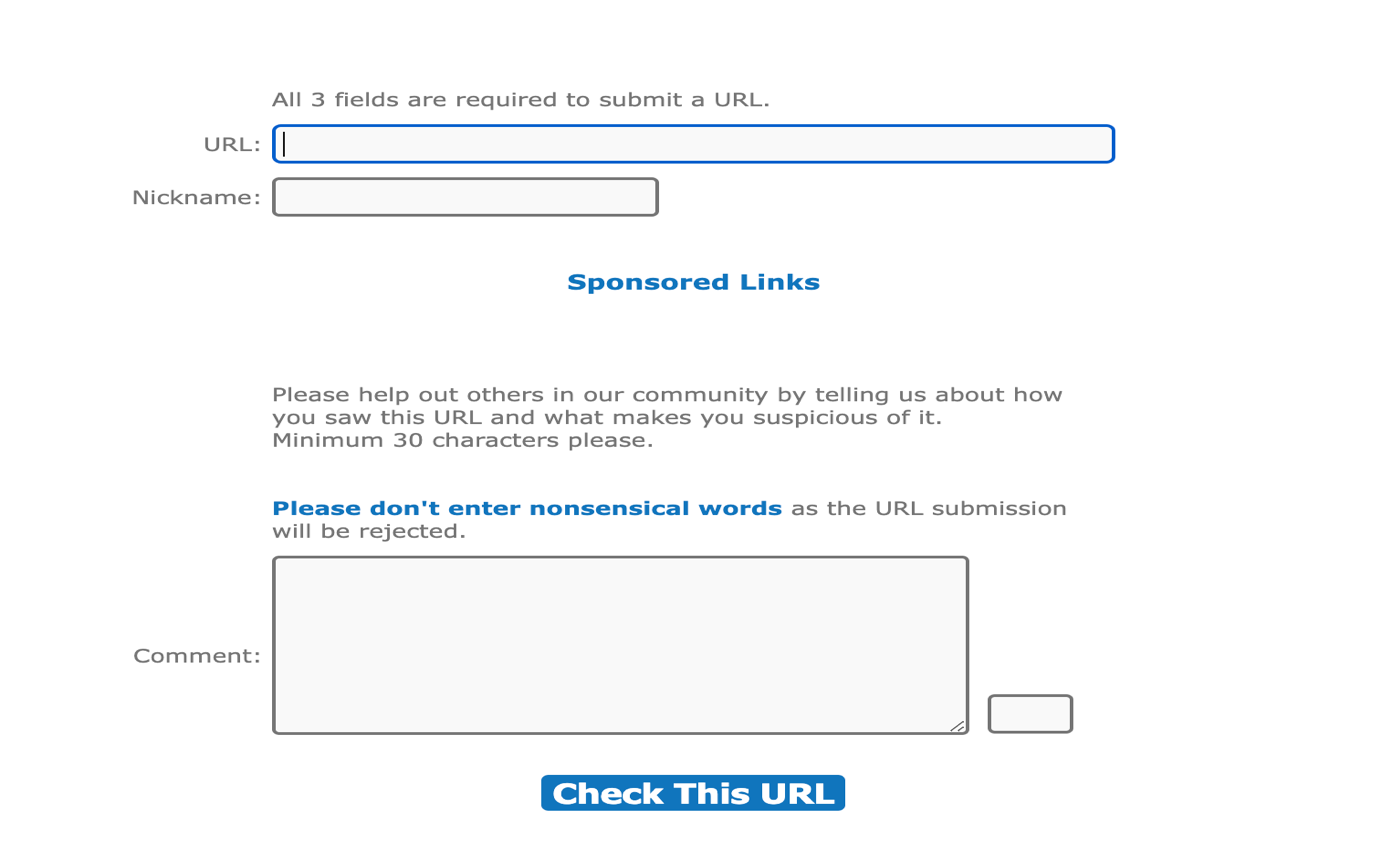 All 3 fields are required to submit a URL.
URL:
Nickname:
Sponsored Links
Please help out others in our community by telling us about how
you saw this URL and what makes you suspicious of it.
Minimum 30 characters please.
Please don't enter nonsensical words as the URL submission
will be rejected.
Comment:
Check This URL